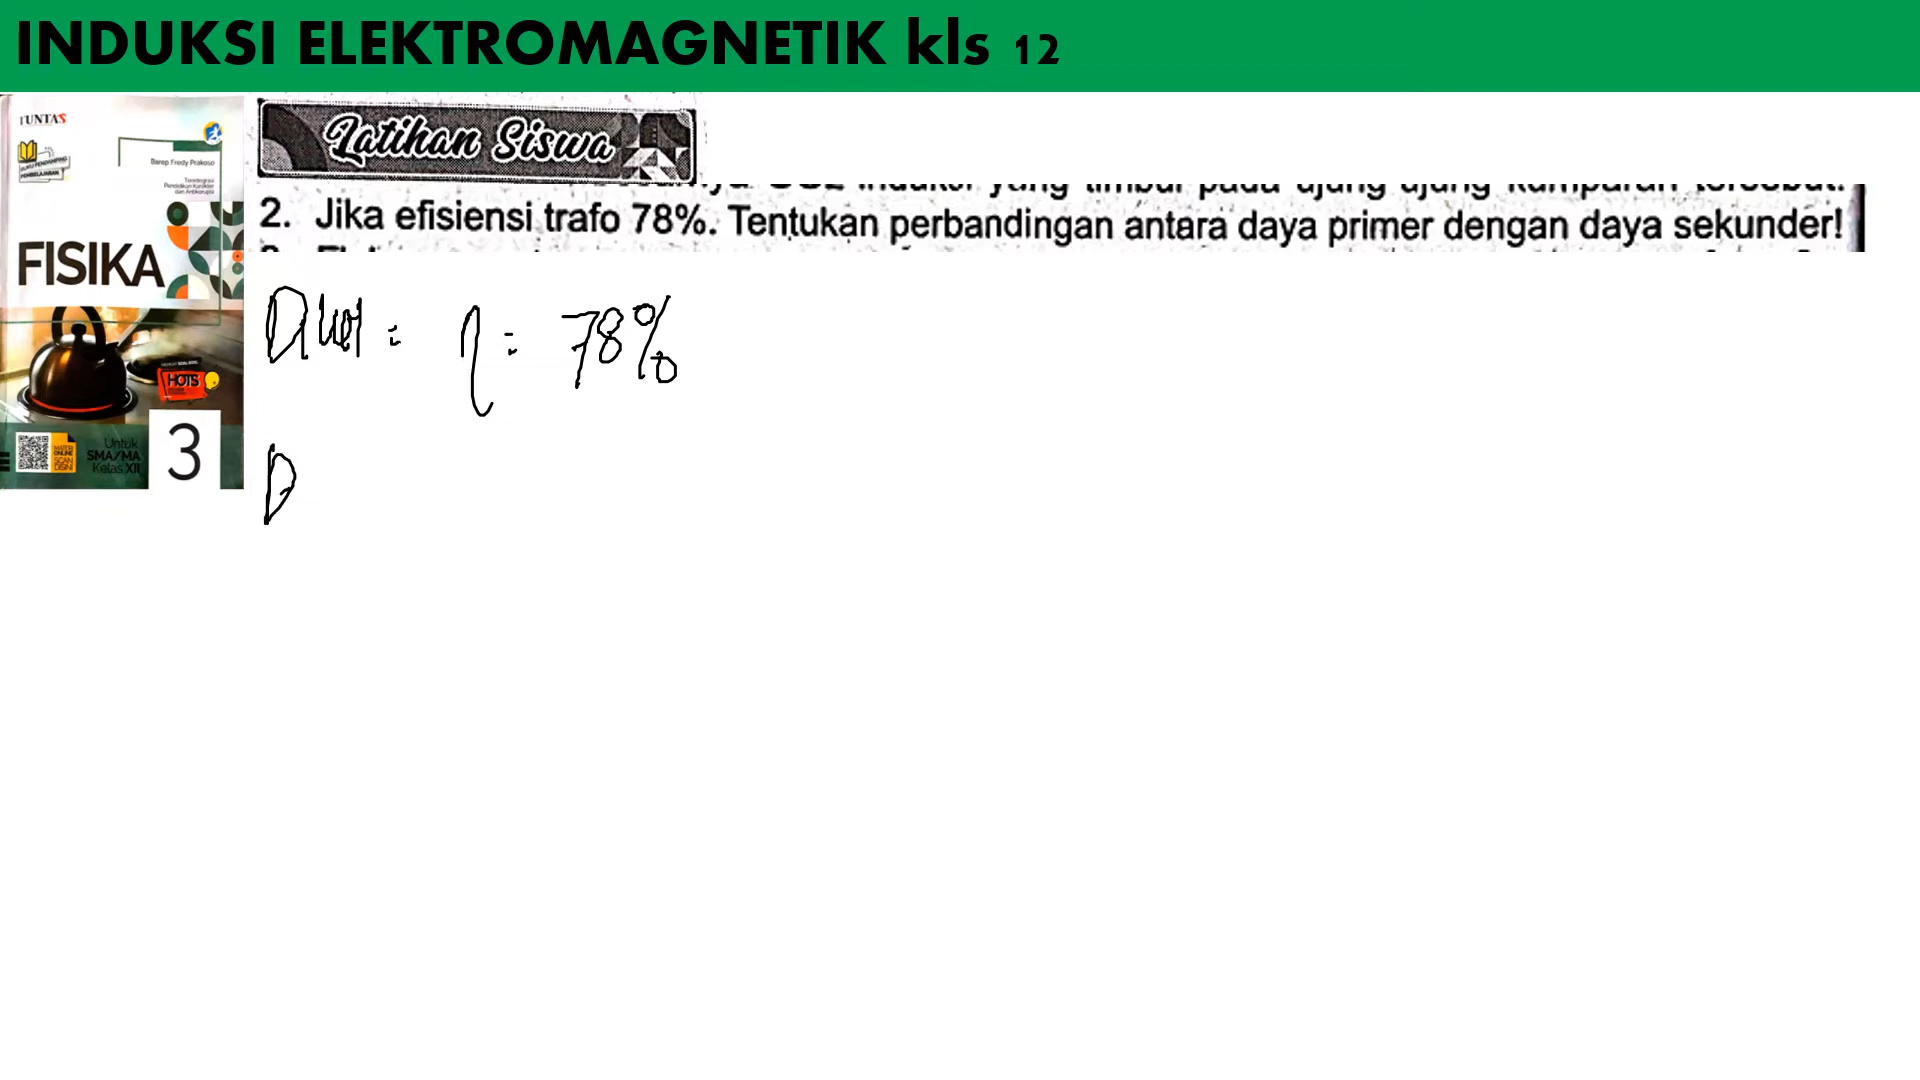 INDUKSI ELEKTROMAGNETIK kls 12
TUNTAS
Barep Fredy Prakoso
FISIKA
HOTS
Untuk
SMA/MA
Kelas XII
3
Latihan Siswa
2. Jika efisiensi trafo 78%. Tentukan perbandingan antara daya primer dengan daya sekunder!
Diket : η = 78%
D